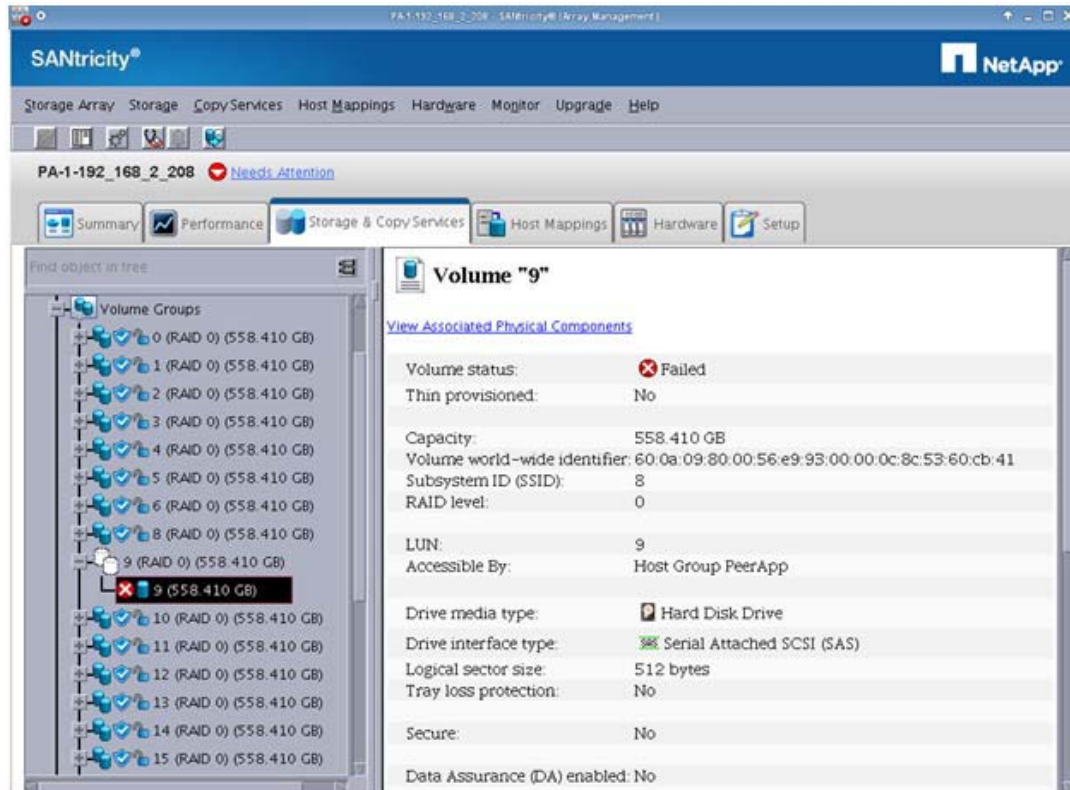 PA-1-192_168_2_208 - SANtricity® (Array Management)
SANtricity®
NetApp®
Storage Array Storage Copy Services Host Mappings Hardware Monitor Upgrade Help
PA-1-192_168_2_208 Needs Attention
Summary Performance Storage & Copy Services Host Mappings Hardware Setup
Find object in tree
Volume Groups
0 (RAID 0) (558.410 GB)
1 (RAID 0) (558.410 GB)
2 (RAID 0) (558.410 GB)
3 (RAID 0) (558.410 GB)
4 (RAID 0) (558.410 GB)
5 (RAID 0) (558.410 GB)
6 (RAID 0) (558.410 GB)
8 (RAID 0) (558.410 GB)
9 (RAID 0) (558.410 GB)
9 (558.410 GB)
10 (RAID 0) (558.410 GB)
11 (RAID 0) (558.410 GB)
12 (RAID 0) (558.410 GB)
13 (RAID 0) (558.410 GB)
14 (RAID 0) (558.410 GB)
15 (RAID 0) (558.410 GB)
Volume "9"
View Associated Physical Components
Volume status: Failed
Thin provisioned: No
Capacity: 558.410 GB
Volume world-wide identifier: 60:0a:09:80:00:56:e9:93:00:00:0c:8c:53:60:cb:41
Subsystem ID (SSID): 8
RAID level: 0
LUN: 9
Accessible By: Host Group PeerApp
Drive media type: Hard Disk Drive
Drive interface type: SAS Serial Attached SCSI (SAS)
Logical sector size: 512 bytes
Tray loss protection: No
Secure: No
Data Assurance (DA) enabled: No